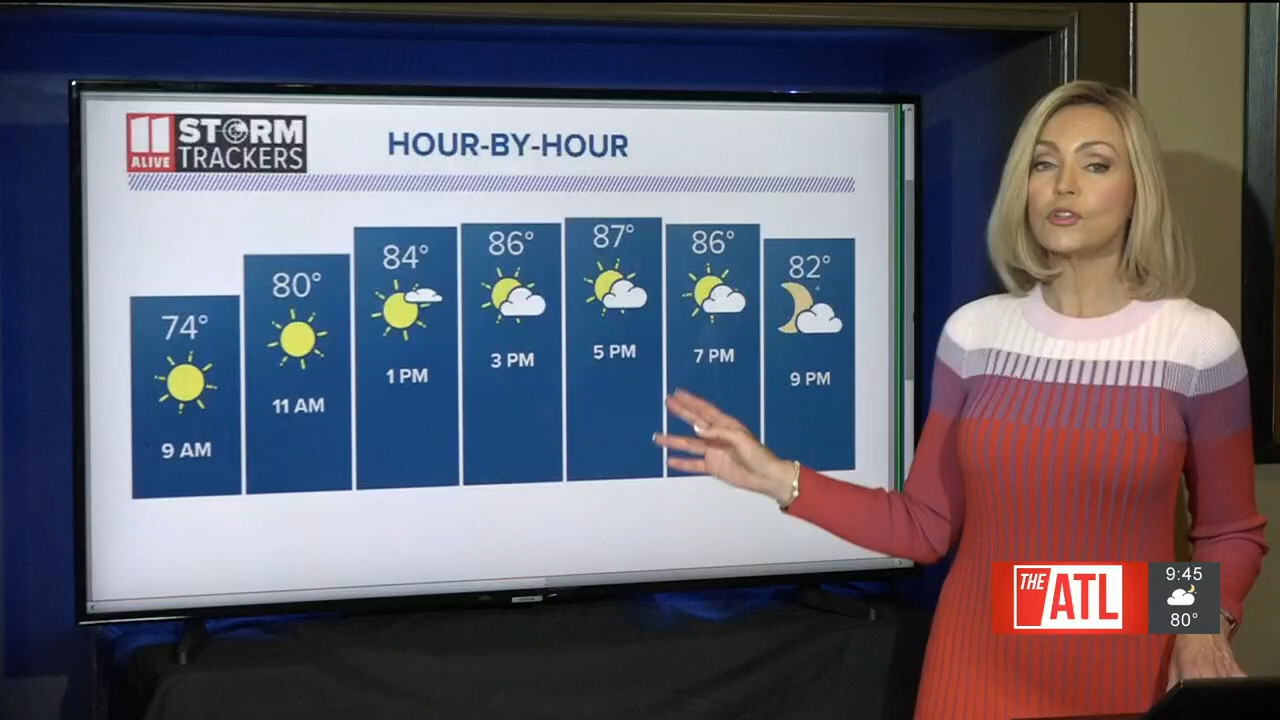 11
ALIVE
STORM
TRACKERS
HOUR-BY-HOUR
74°
9 AM
80°
11 AM
84°
1 PM
86°
3 PM
87°
5 PM
86°
7 PM
82°
9 PM
THE ATL
9:45
80°